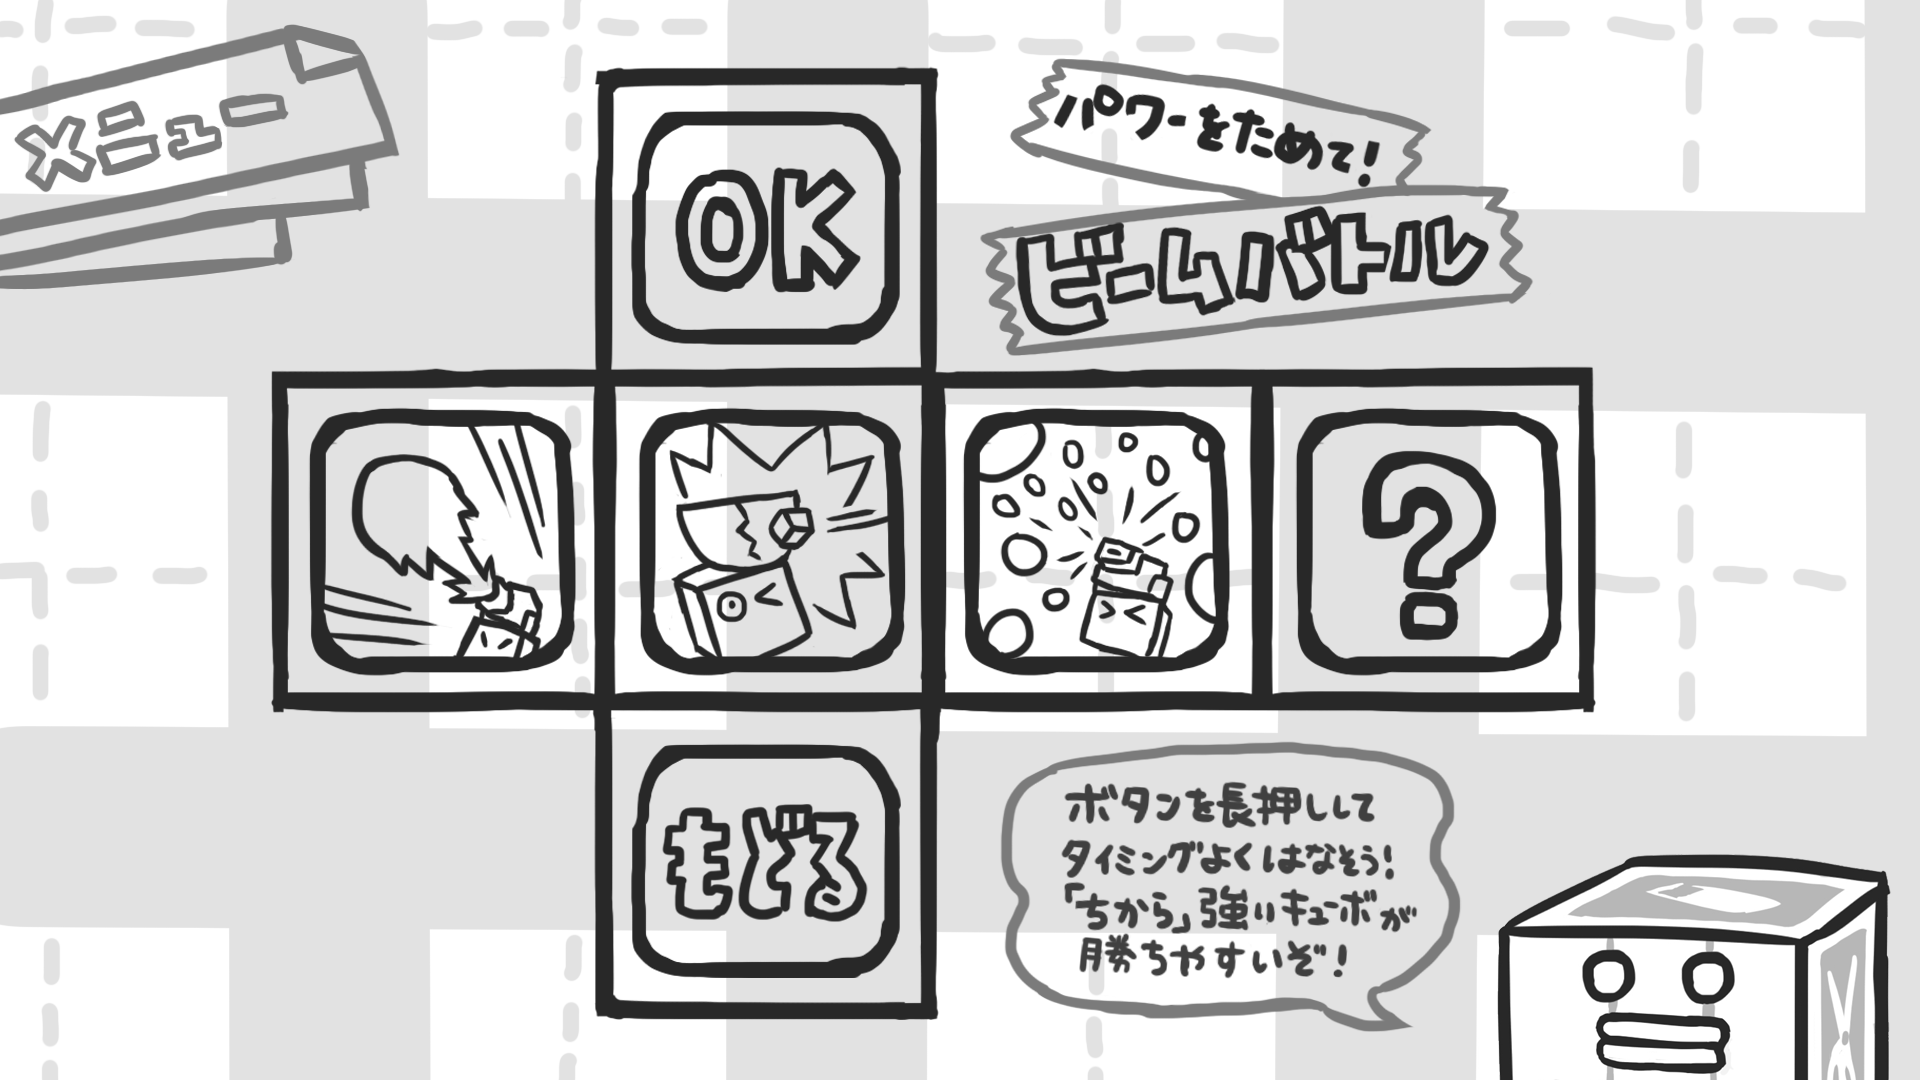 メニュー
OK
パワーをためて!
ビームバトル
?
もどる
ボタンを長押しして
タイミングよくはなそう!
「ちから」強いキューボが
勝ちやすいぞ!